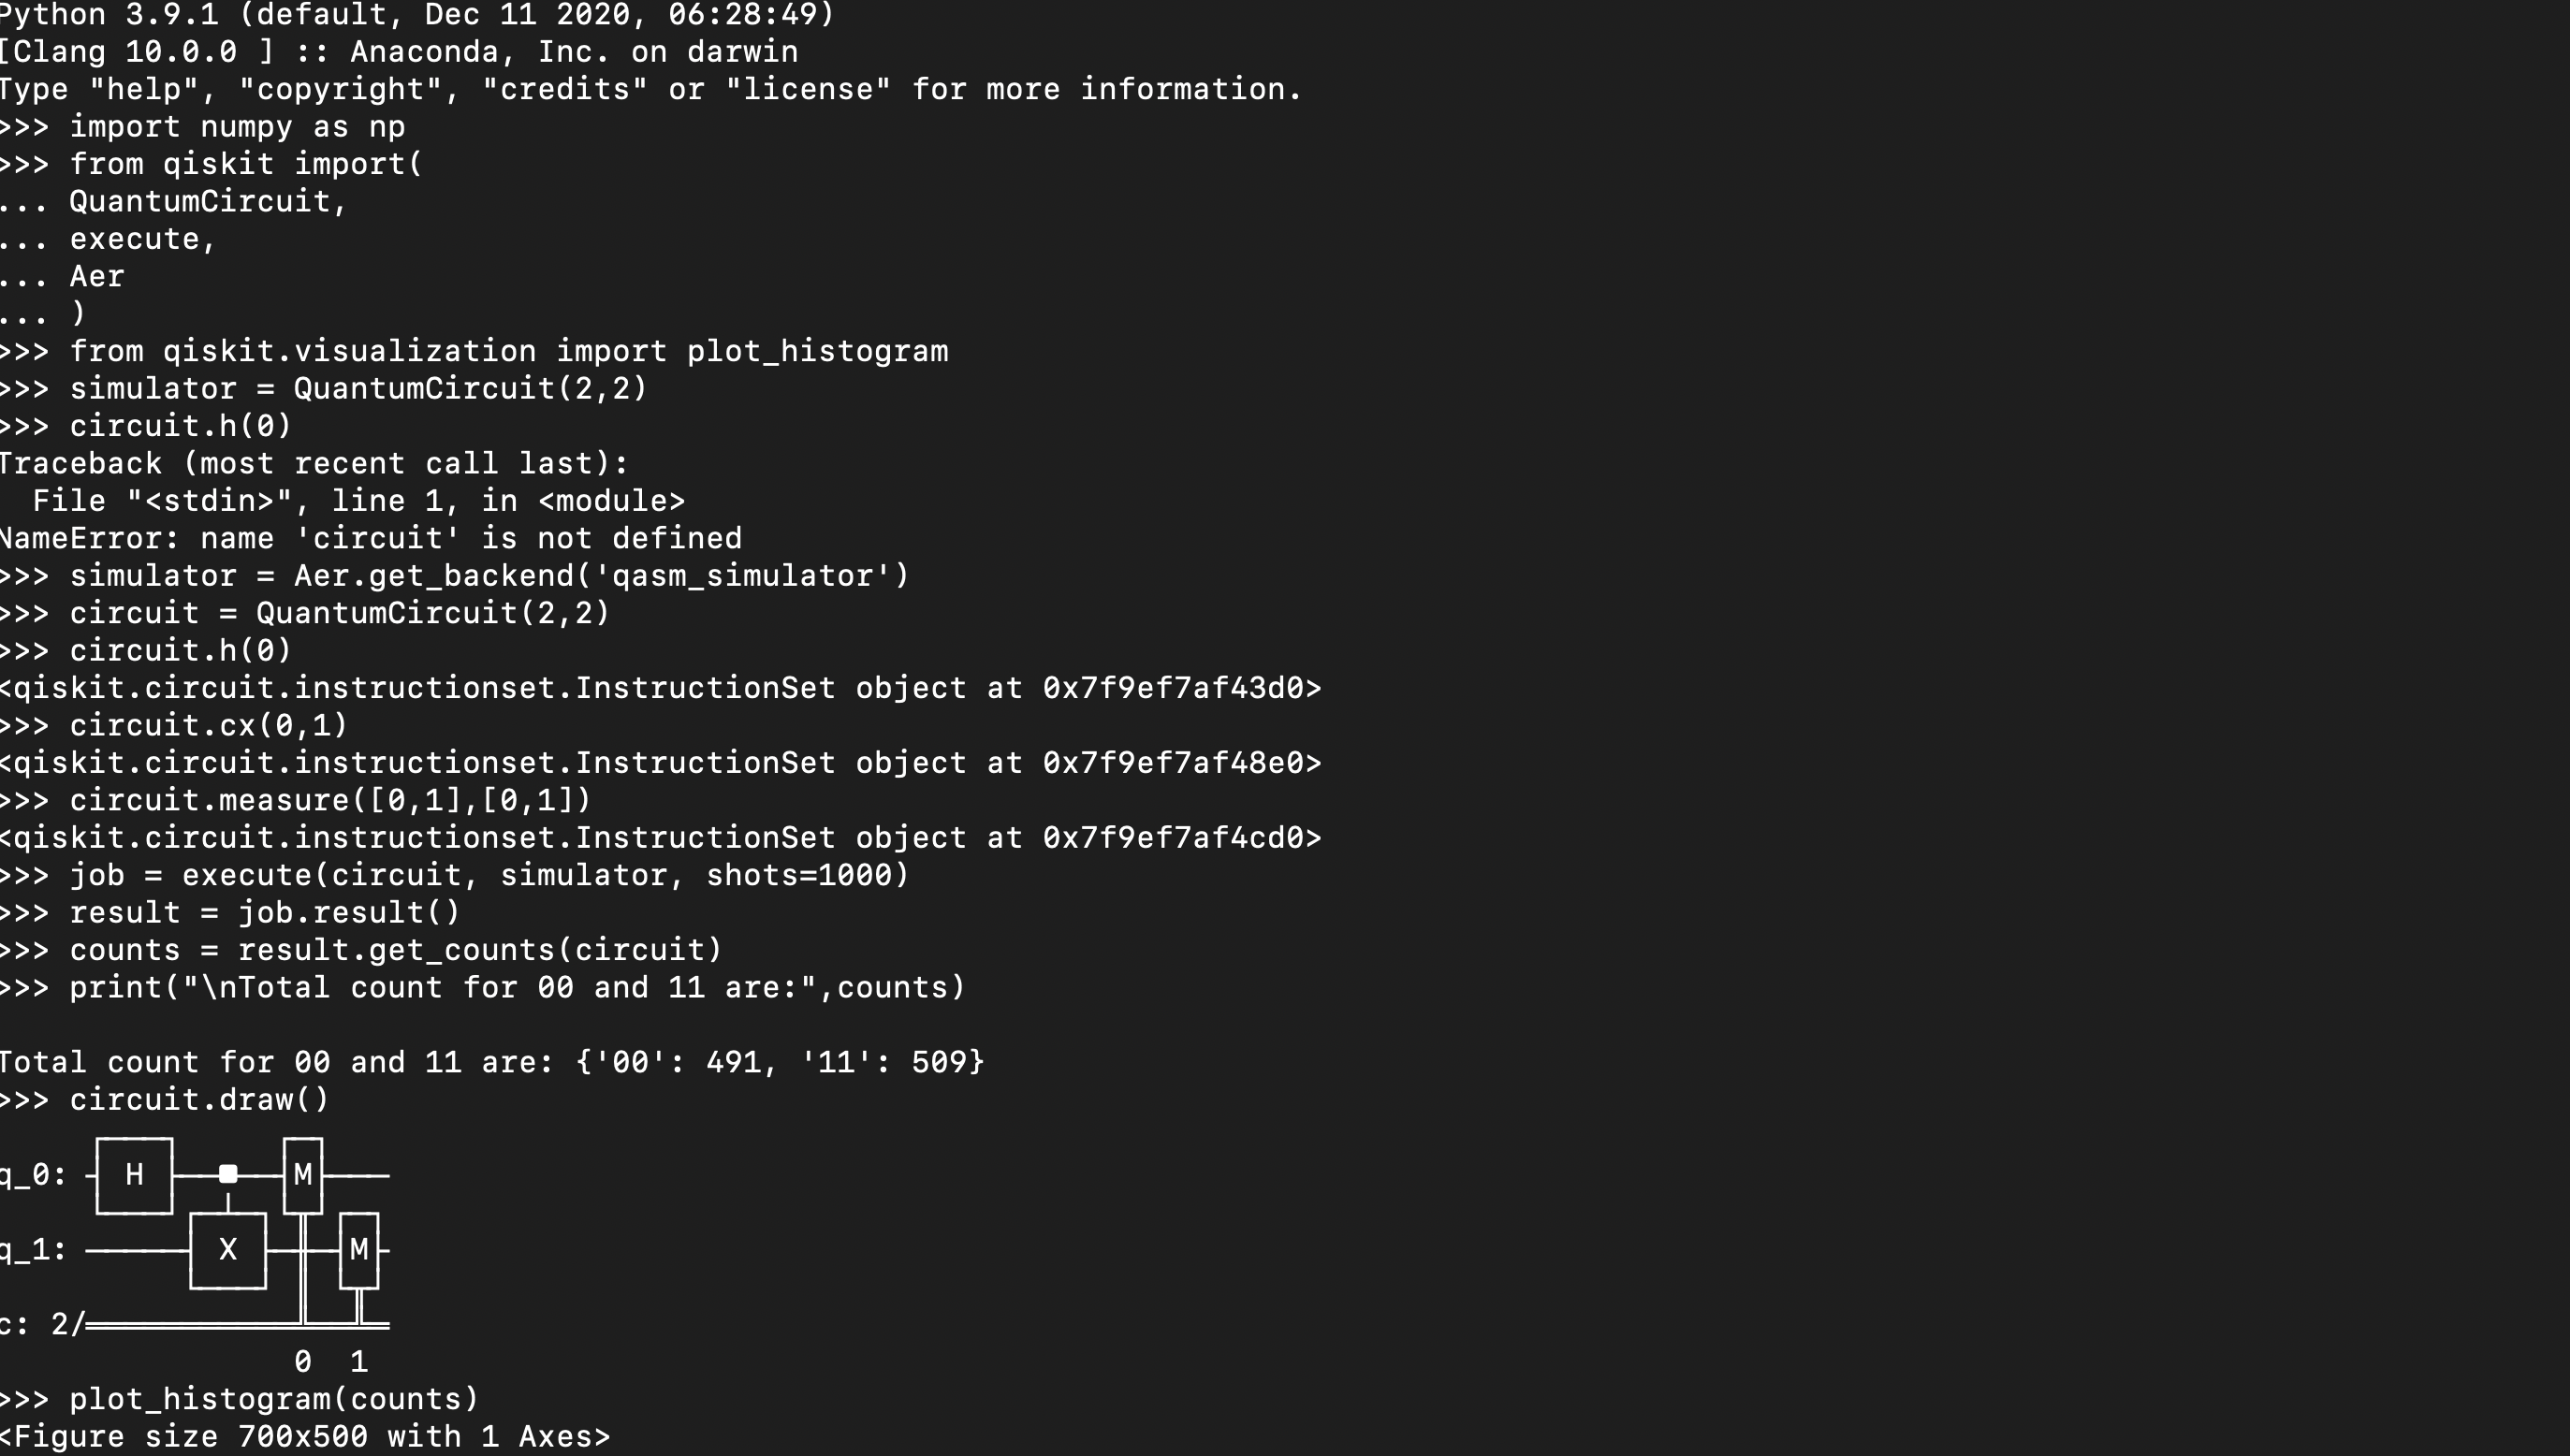 Python 3.9.1 (default, Dec 11 2020, 06:28:49)
[Clang 10.0.0 ] :: Anaconda, Inc. on darwin
Type "help", "copyright", "credits" or "license" for more information.
>>> import numpy as np
>>> from qiskit import(
... QuantumCircuit,
... execute,
... Aer
... )
>>> from qiskit.visualization import plot_histogram
>>> simulator = QuantumCircuit(2,2)
>>> circuit.h(0)
Traceback (most recent call last):
  File "<stdin>", line 1, in <module>
NameError: name 'circuit' is not defined
>>> simulator = Aer.get_backend('qasm_simulator')
>>> circuit = QuantumCircuit(2,2)
>>> circuit.h(0)
<qiskit.circuit.instructionset.InstructionSet object at 0x7f9ef7af43d0>
>>> circuit.cx(0,1)
<qiskit.circuit.instructionset.InstructionSet object at 0x7f9ef7af48e0>
>>> circuit.measure([0,1],[0,1])
<qiskit.circuit.instructionset.InstructionSet object at 0x7f9ef7af4cd0>
>>> job = execute(circuit, simulator, shots=1000)
>>> result = job.result()
>>> counts = result.get_counts(circuit)
>>> print("\nTotal count for 00 and 11 are:",counts)
Total count for 00 and 11 are: {'00': 491, '11': 509}
>>> circuit.draw()
q_0: H M
q_1: X M
c: 2/
0 1
>>> plot_histogram(counts)
<Figure size 700x500 with 1 Axes>